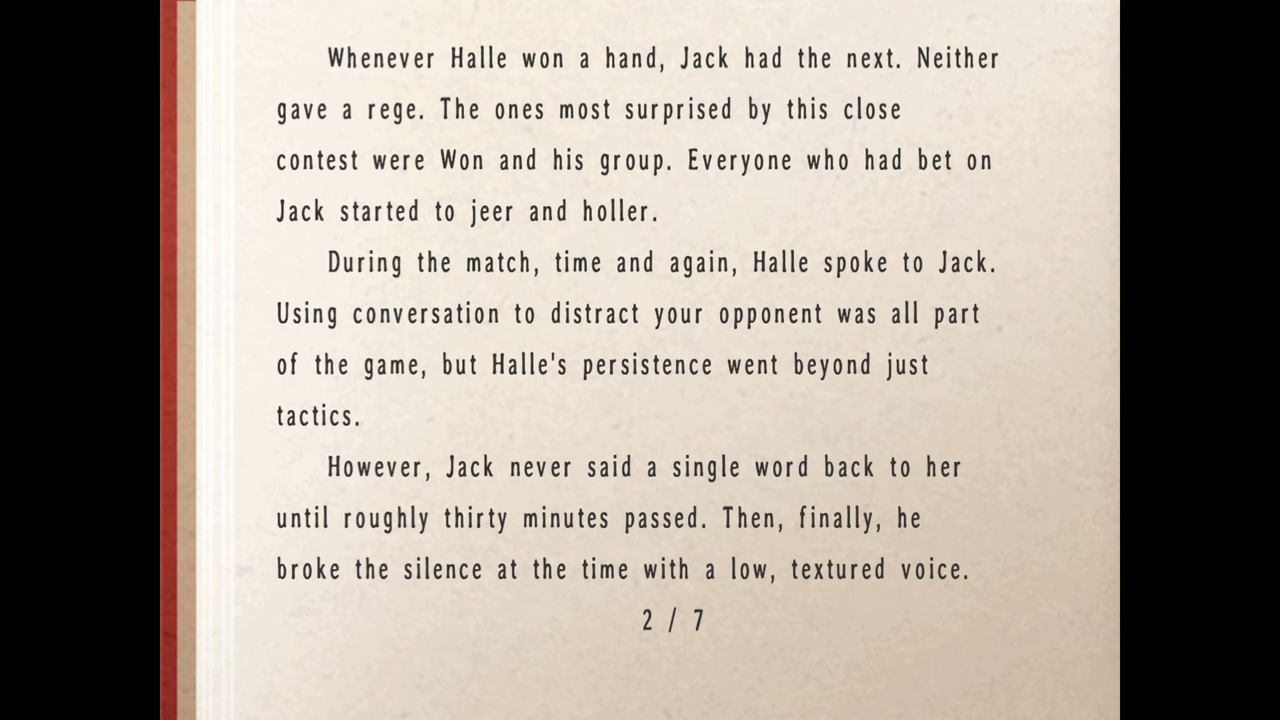 Whenever Halle won a hand, Jack had the next. Neither
gave a rege. The ones most surprised by this close
contest were Won and his group. Everyone who had bet on
Jack started to jeer and holler.
During the match, time and again, Halle spoke to Jack.
Using conversation to distract your opponent was all part
of the game, but Halle's persistence went beyond just
tactics.
However, Jack never said a single word back to her
until roughly thirty minutes passed. Then, finally, he
broke the silence at the time with a low, textured voice.
2 / 7